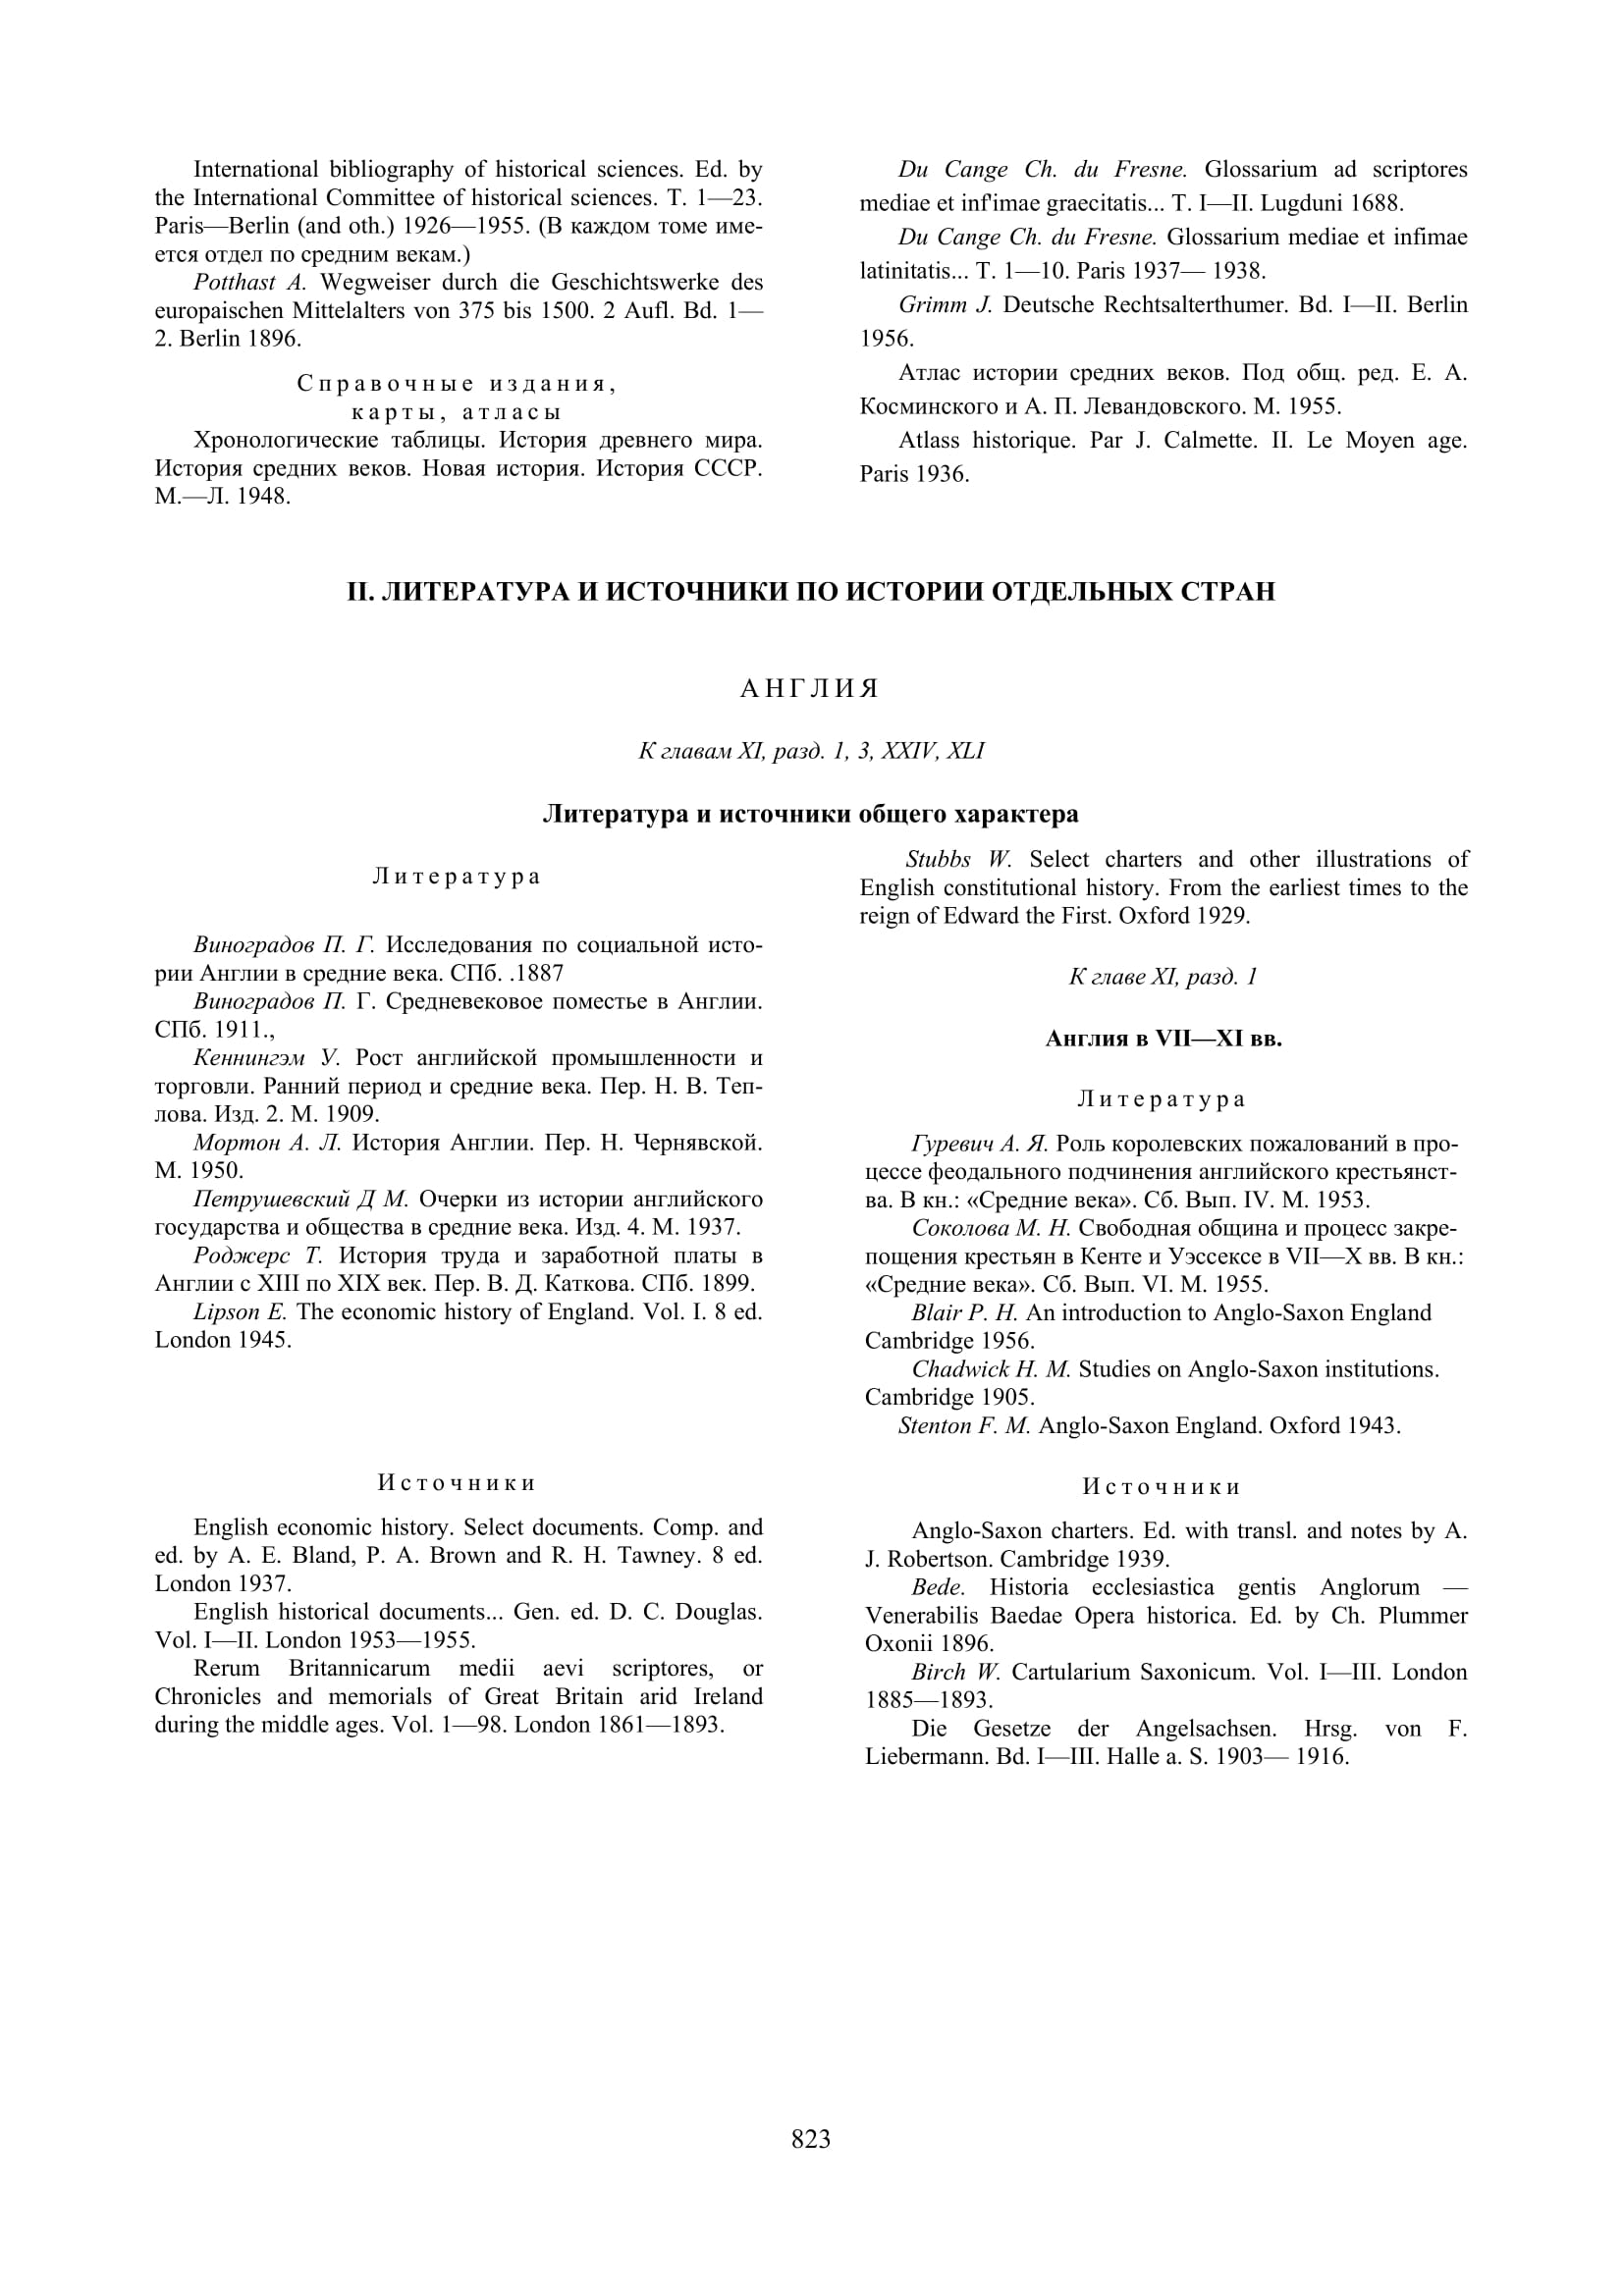 International bibliography of historical sciences. Ed. by
the International Committee of historical sciences. T. 1—23.
Paris—Berlin (and oth.) 1926—1955. (В каждом томе име-
ется отдел по средним векам.)
Potthast A. Wegweiser durch die Geschichtswerke des
europaischen Mittelalters von 375 bis 1500. 2 Aufl. Bd. 1—
2. Berlin 1896.
Справочные издания,
карты, атласы
Хронологические таблицы. История древнего мира.
История средних веков. Новая история. История СССР.
М.—Л. 1948.
Du Cange Ch. du Fresne. Glossarium ad scriptores
mediae et inf'imae graecitatis... T. I—II. Lugduni 1688.
Du Cange Ch. du Fresne. Glossarium mediae et infimae
latinitatis... T. 1—10. Paris 1937— 1938.
Grimm J. Deutsche Rechtsalterthumer. Bd. I—II. Berlin
1956.
Атлас истории средних веков. Под общ. ред. Е. А.
Косминского и А. П. Левандовского. М. 1955.
Atlass historique. Par J. Calmette. II. Le Moyen age.
Paris 1936.
II. ЛИТЕРАТУРА И ИСТОЧНИКИ ПО ИСТОРИИ ОТДЕЛЬНЫХ СТРАН
АНГЛИЯ
К главам XI, разд. 1, 3, XXIV, XLI
Литература и источники общего характера
Литература
Виноградов П. Г. Исследования по социальной исто-
рии Англии в средние века. СПб. .1887
Виноградов П. Г. Средневековое поместье в Англии.
СПб. 1911.,
Кеннингэм У. Рост английской промышленности и
торговли. Ранний период и средние века. Пер. Н. В. Теп-
лова. Изд. 2. М. 1909.
Мортон А. Л. История Англии. Пер. Н. Чернявской.
М. 1950.
Петрушевский Д М. Очерки из истории английского
государства и общества в средние века. Изд. 4. М. 1937.
Роджерс Т. История труда и заработной платы в
Англии с XIII по XIX век. Пер. В. Д. Каткова. СПб. 1899.
Lipson E. The economic history of England. Vol. I. 8 ed.
London 1945.
Источники
English economic history. Select documents. Comp. and
ed. by A. E. Bland, P. A. Brown and R. H. Tawney. 8 ed.
London 1937.
English historical documents... Gen. ed. D. C. Douglas.
Vol. I—II. London 1953—1955.
Rerum Britannicarum medii aevi scriptores, or
Chronicles and memorials of Great Britain arid Ireland
during the middle ages. Vol. 1—98. London 1861—1893.
Stubbs W. Select charters and other illustrations of
English constitutional history. From the earliest times to the
reign of Edward the First. Oxford 1929.
К главе XI, разд. 1
Англия в VII—XI вв.
Литература
Гуревич А. Я. Роль королевских пожалований в про-
цессе феодального подчинения английского крестьянст-
ва. В кн.: «Средние века». Сб. Вып. IV. М. 1953.
Соколова М. Н. Свободная община и процесс закре-
пощения крестьян в Кенте и Уэссексе в VII—X вв. В кн.:
«Средние века». Сб. Вып. VI. М. 1955.
Blair P. H. An introduction to Anglo-Saxon England
Cambridge 1956.
Chadwick H. M. Studies on Anglo-Saxon institutions.
Cambridge 1905.
Stenton F. M. Anglo-Saxon England. Oxford 1943.
Источники
Anglo-Saxon charters. Ed. with transl. and notes by A.
J. Robertson. Cambridge 1939.
Bede. Historia ecclesiastica gentis Anglorum —
Venerabilis Baedae Opera historica. Ed. by Ch. Plummer
Oxonii 1896.
Birch W. Cartularium Saxonicum. Vol. I—III. London
1885—1893.
Die Gesetze der Angelsachsen. Hrsg. von F.
Liebermann. Bd. I—III. Halle a. S. 1903— 1916.
823